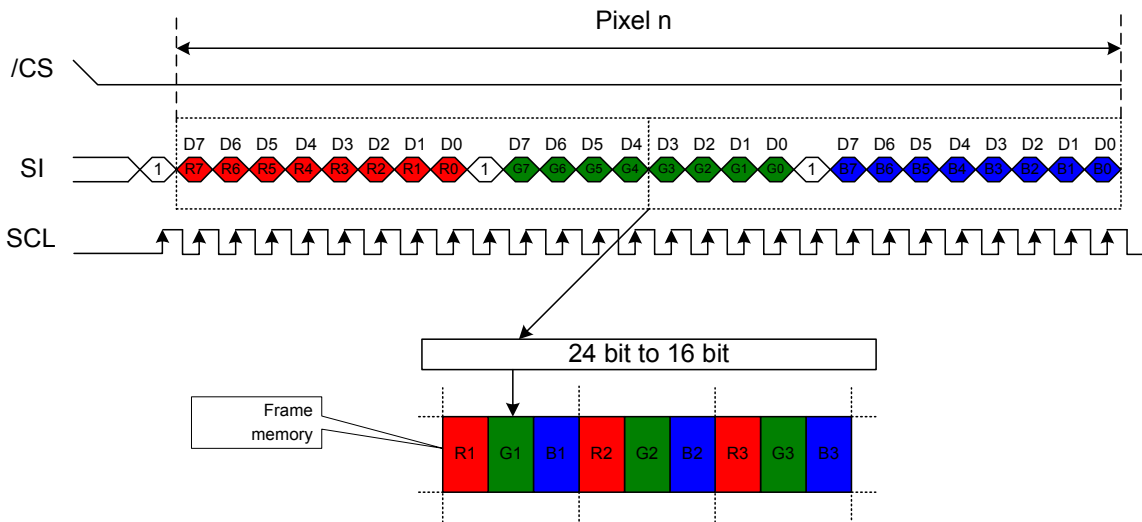 Pixel n
/CS
D7 D6 D5 D4 D3 D2 D1 D0 D7 D6 D5 D4 D3 D2 D1 D0 D7 D6 D5 D4 D3 D2 D1 D0
SI 1 R7 R6 R5 R4 R3 R2 R1 R0 1 G7 G6 G5 G4 G3 G2 G1 G0 1 B7 B6 B5 B4 B3 B2 B1 B0
SCL
24 bit to 16 bit
Frame
memory
R1 G1 B1 R2 G2 B2 R3 G3 B3